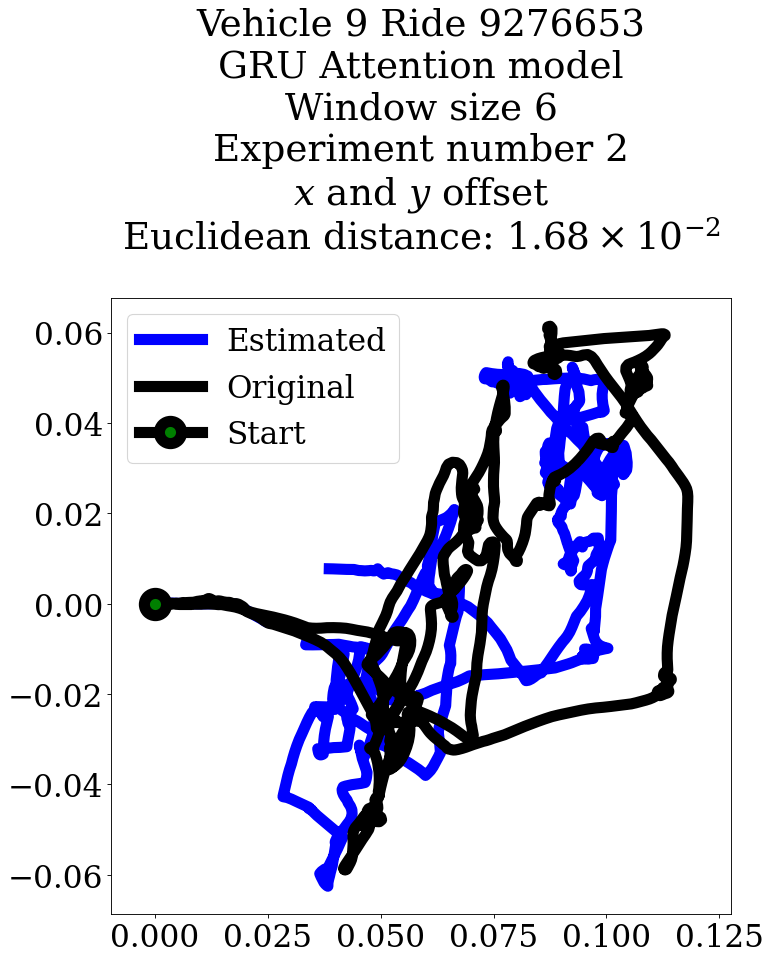 Vehicle 9 Ride 9276653
GRU Attention model
Window size 6
Experiment number 2
x and y offset
Euclidean distance: 1.68 × 10⁻²
Estimated
Original
Start
0.06
0.04
0.02
0.00
−0.02
−0.04
−0.06
0.000 0.025 0.050 0.075 0.100 0.125